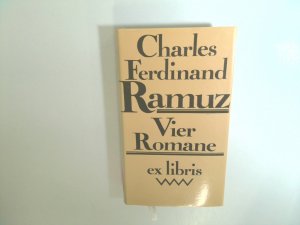 Charles
Ferdinand
Ramuz
Vier
Romane
ex libris